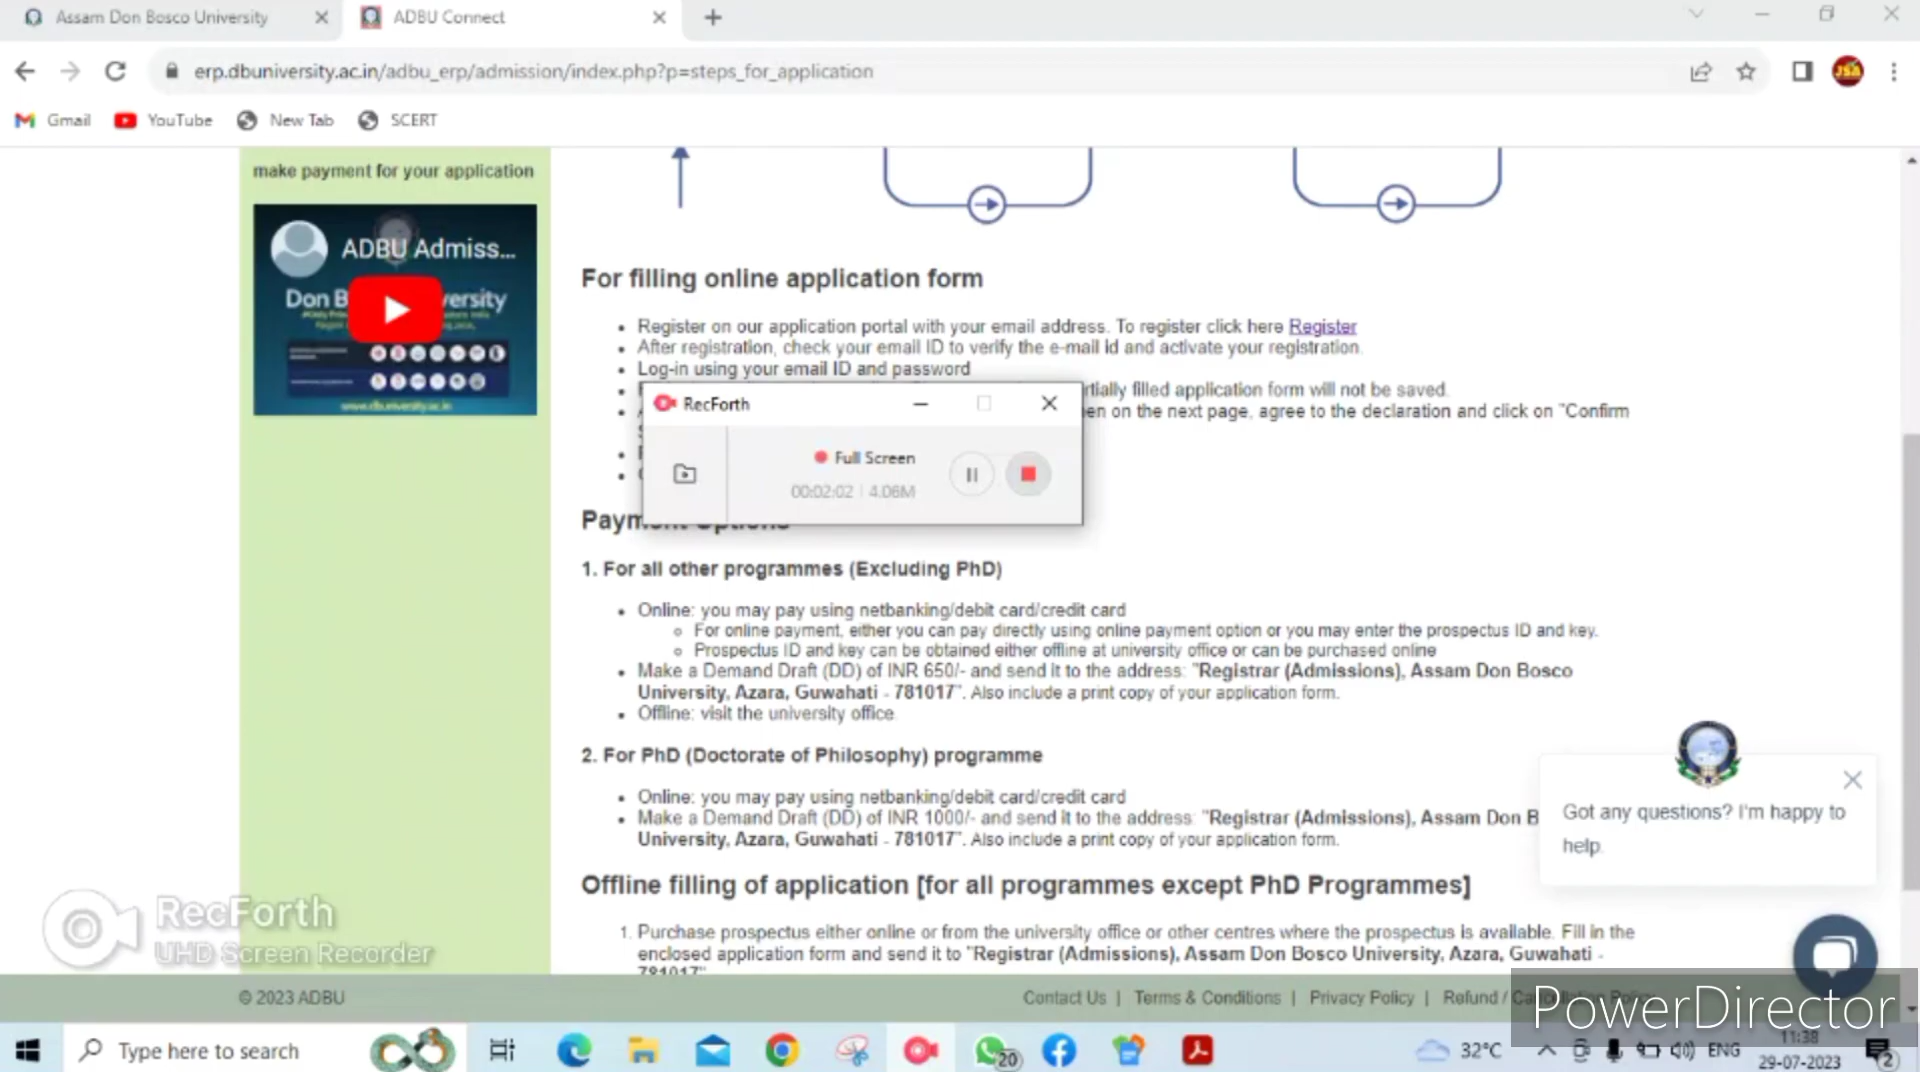 Assam Don Bosco University
ADBU Connect
erp.dbuniversity.ac.in/adbu_erp/admission/index.php?p=steps_for_application
JSA
Gmail YouTube New Tab SCERT
make payment for your application
ADBU Admiss...
Don B versity
www.dbuniversity.ac.in
For filling online application form
Register on our application portal with your email address. To register click here Register
After registration, check your email ID to verify the e-mail id and activate your registration.
Log-in using your email ID and password
rtially filled application form will not be saved.
en on the next page, agree to the declaration and click on "Confirm
RecForth
Full Screen
00:02:02 | 4.06M
Payment Options
1. For all other programmes (Excluding PhD)
Online: you may pay using netbanking/debit card/credit card
For online payment, either you can pay directly using online payment option or you may enter the prospectus ID and key.
Prospectus ID and key can be obtained either offline at university office or can be purchased online
Make a Demand Draft (DD) of INR 650/- and send it to the address: "Registrar (Admissions), Assam Don Bosco
University, Azara, Guwahati - 781017". Also include a print copy of your application form.
Offline: visit the university office.
2. For PhD (Doctorate of Philosophy) programme
Online: you may pay using netbanking/debit card/credit card
Make a Demand Draft (DD) of INR 1000/- and send it to the address: "Registrar (Admissions), Assam Don B
University, Azara, Guwahati - 781017". Also include a print copy of your application form.
Got any questions? I'm happy to
help.
Offline filling of application [for all programmes except PhD Programmes]
1. Purchase prospectus either online or from the university office or other centres where the prospectus is available. Fill in the
enclosed application form and send it to "Registrar (Admissions), Assam Don Bosco University, Azara, Guwahati -
781017"
RecForth
UHD Screen Recorder
© 2023 ADBU
Contact Us | Terms & Conditions | Privacy Policy | Refund / Cancellation Policy
PowerDirector
Type here to search
20
32°C
ENG
11:38
29-07-2023
2